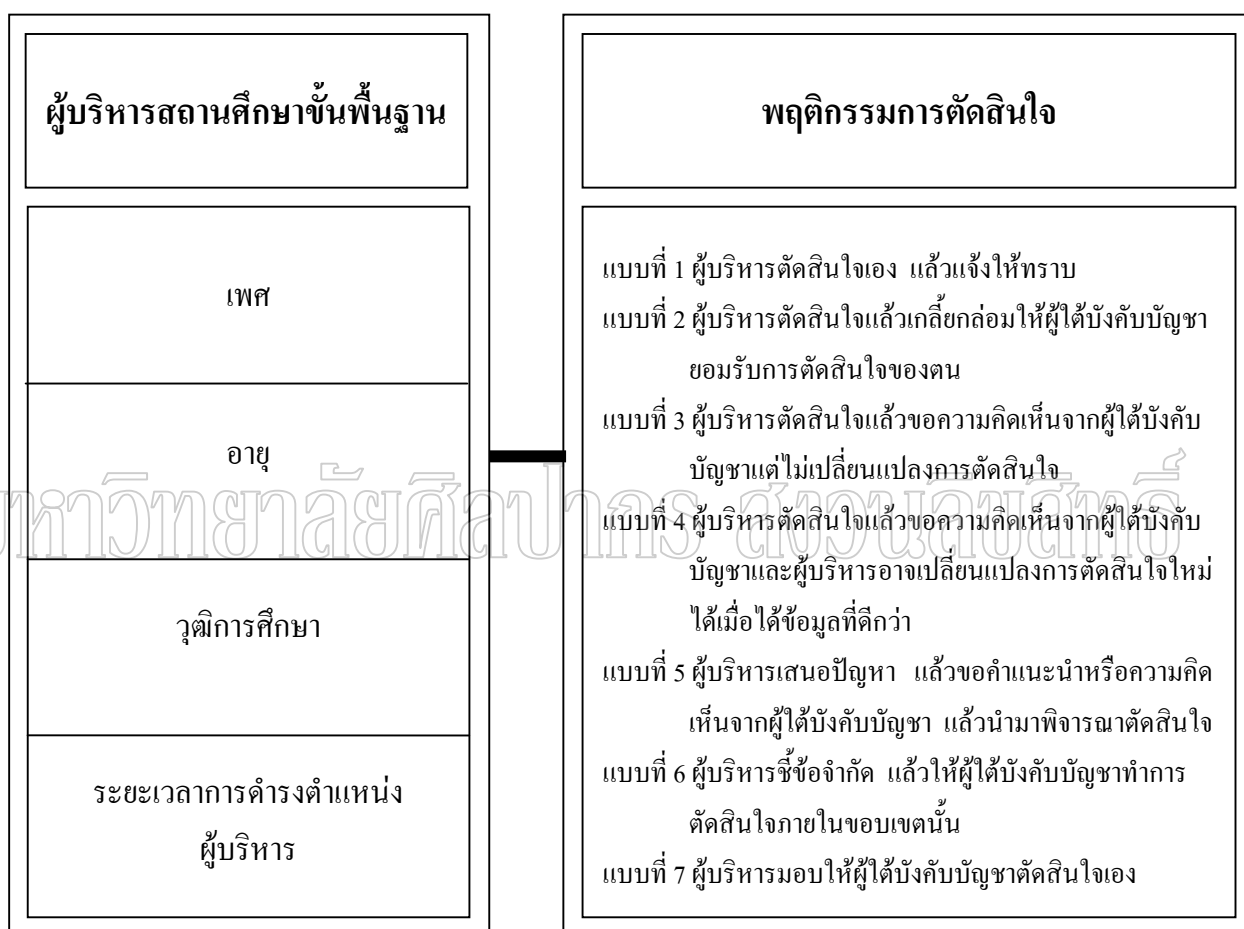 ผู้บริหารสถานศึกษาขั้นพื้นฐาน
เพศ
อายุ
วุฒิการศึกษา
ระยะเวลาการดำรงตำแหน่ง
ผู้บริหาร
พฤติกรรมการตัดสินใจ
แบบที่ 1 ผู้บริหารตัดสินใจเอง แล้วแจ้งให้ทราบ
แบบที่ 2 ผู้บริหารตัดสินใจแล้วเกลี้ยกล่อมให้ผู้ใต้บังคับบัญชา
ยอมรับการตัดสินใจของตน
แบบที่ 3 ผู้บริหารตัดสินใจแล้วขอความคิดเห็นจากผู้ใต้บังคับ
บัญชาแต่ไม่เปลี่ยนแปลงการตัดสินใจ
แบบที่ 4 ผู้บริหารตัดสินใจแล้วขอความคิดเห็นจากผู้ใต้บังคับ
บัญชาและผู้บริหารอาจเปลี่ยนแปลงการตัดสินใจใหม่
ได้เมื่อได้ข้อมูลที่ดีกว่า
แบบที่ 5 ผู้บริหารเสนอปัญหา แล้วขอคำแนะนำหรือความคิด
เห็นจากผู้ใต้บังคับบัญชา แล้วนำมาพิจารณาตัดสินใจ
แบบที่ 6 ผู้บริหารชี้ข้อจำกัด แล้วให้ผู้ใต้บังคับบัญชาทำการ
ตัดสินใจภายในขอบเขตนั้น
แบบที่ 7 ผู้บริหารมอบให้ผู้ใต้บังคับบัญชาตัดสินใจเอง
มหาวิทยาลัยศิลปากร สงวนลิขสิทธิ์